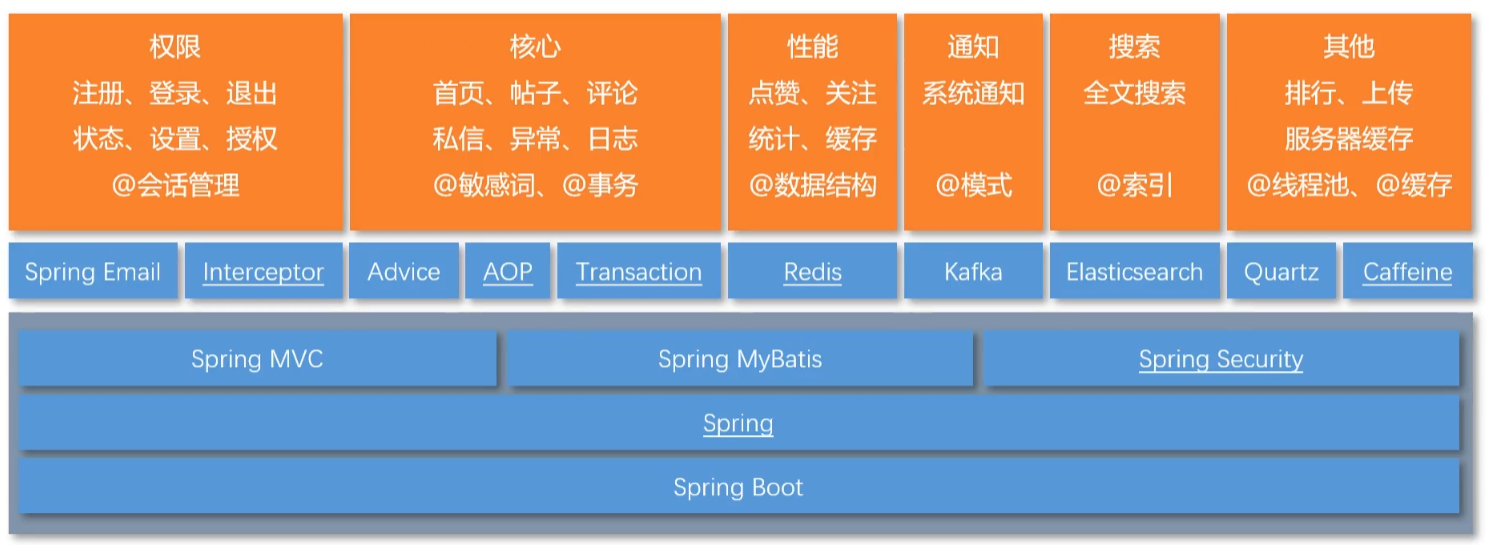 权限
注册、登录、退出
状态、设置、授权
@会话管理
核心
首页、帖子、评论
私信、异常、日志
@敏感词、@事务
性能
点赞、关注
统计、缓存
@数据结构
通知
系统通知
@模式
搜索
全文搜索
@索引
其他
排行、上传
服务器缓存
@线程池、@缓存
Spring Email
Interceptor
Advice
AOP
Transaction
Redis
Kafka
Elasticsearch
Quartz
Caffeine
Spring MVC
Spring MyBatis
Spring Security
Spring
Spring Boot